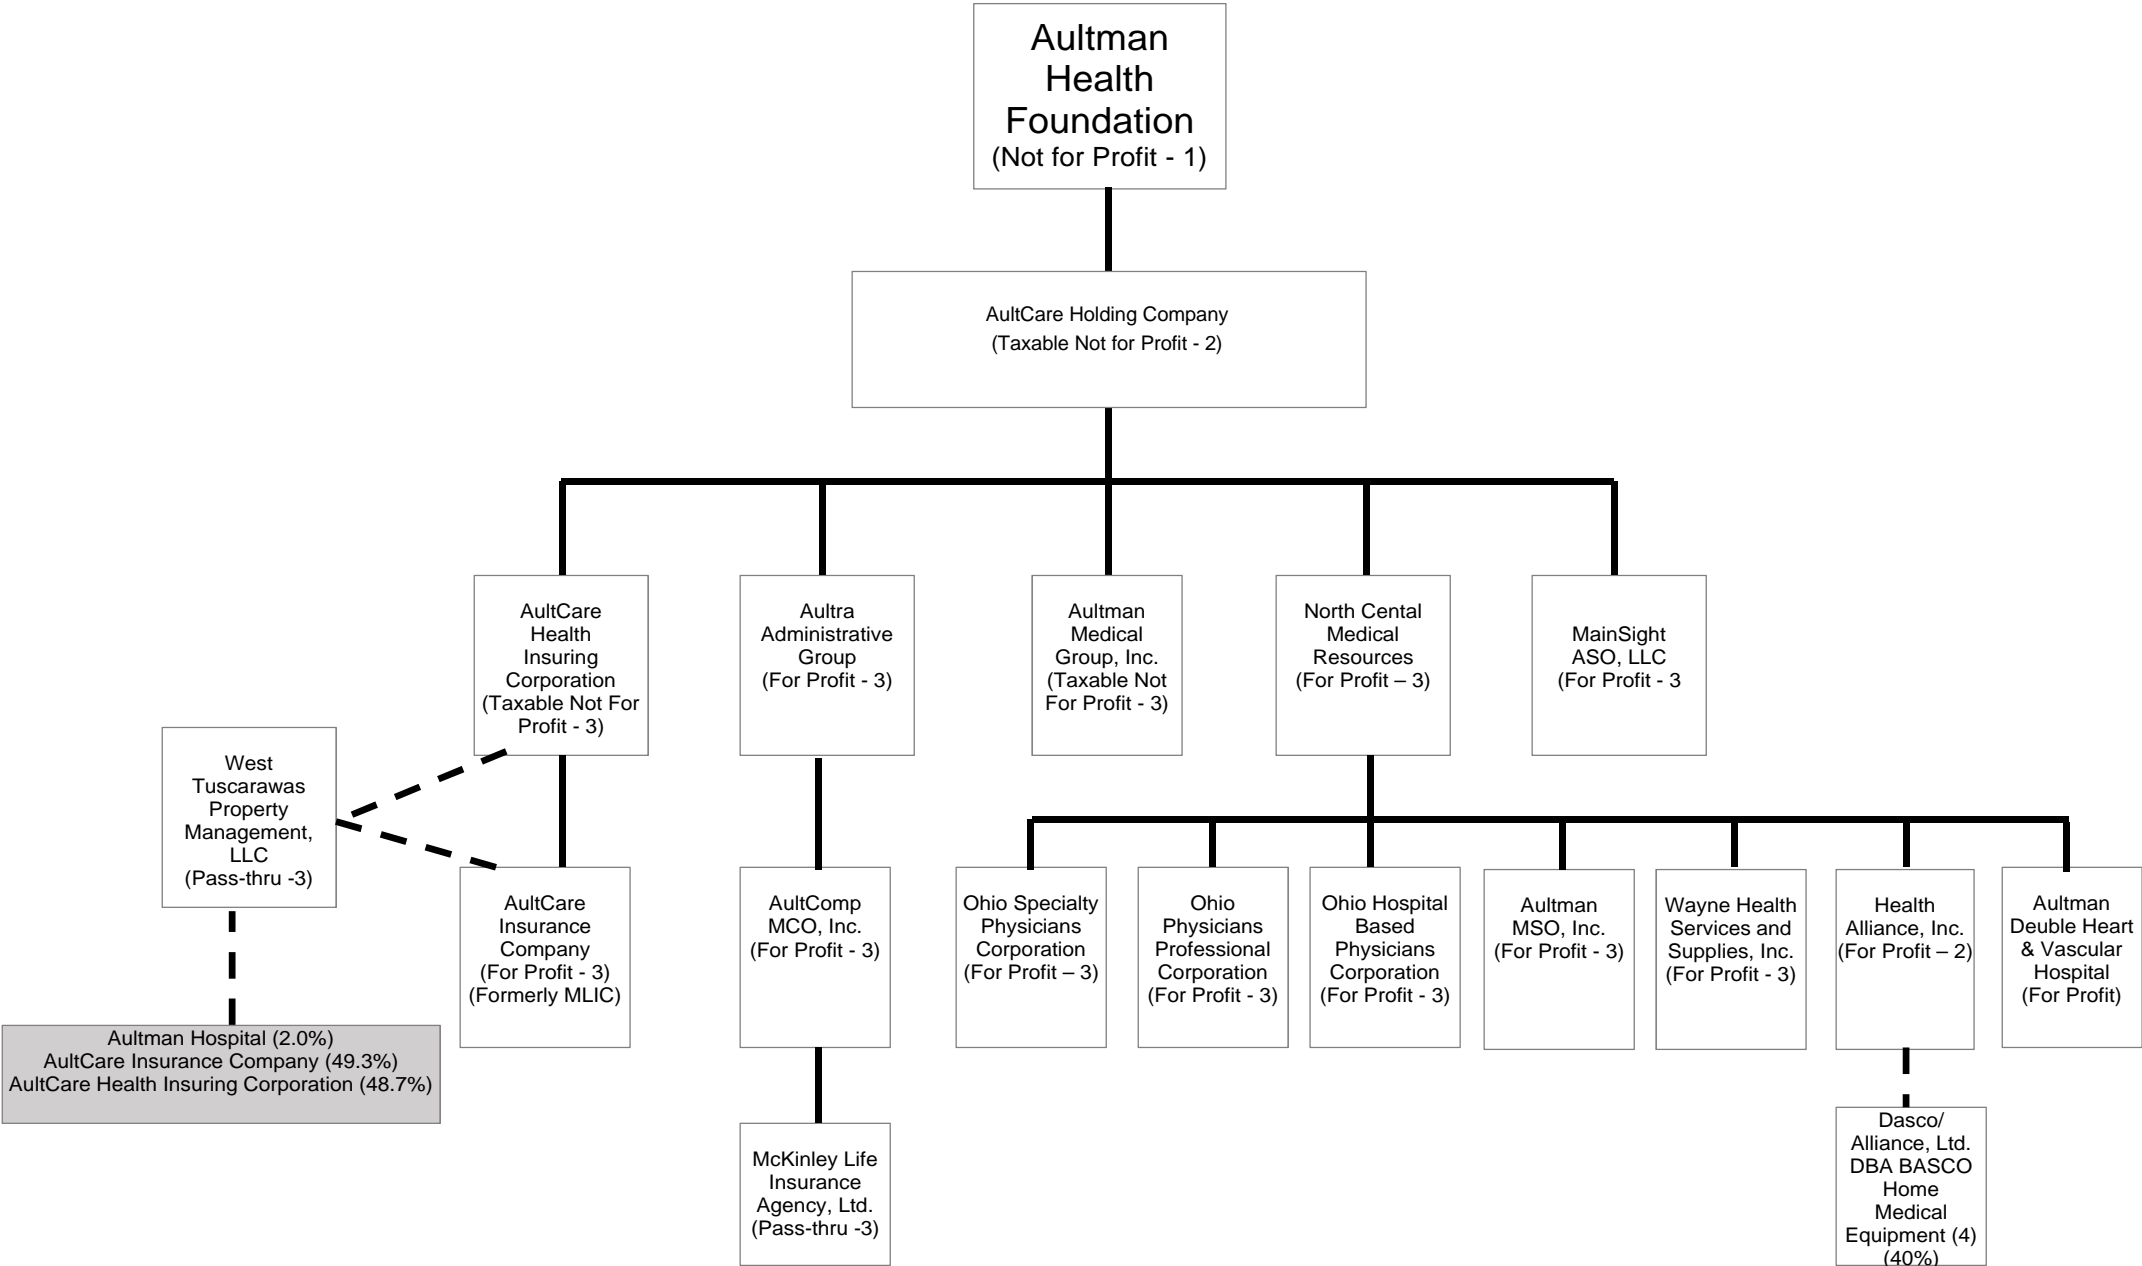 Aultman
Health
Foundation
(Not for Profit - 1)
AultCare Holding Company
(Taxable Not for Profit - 2)
AultCare
Health
Insuring
Corporation
(Taxable Not For
Profit - 3)
Aultra
Administrative
Group
(For Profit - 3)
Aultman
Medical
Group, Inc.
(Taxable Not
For Profit - 3)
North Cental
Medical
Resources
(For Profit – 3)
MainSight
ASO, LLC
(For Profit - 3
West
Tuscarawas
Property
Management,
LLC
(Pass-thru -3)
AultCare
Insurance
Company
(For Profit - 3)
(Formerly MLIC)
AultComp
MCO, Inc.
(For Profit - 3)
Ohio Specialty
Physicians
Corporation
(For Profit – 3)
Ohio
Physicians
Professional
Corporation
(For Profit - 3)
Ohio Hospital
Based
Physicians
Corporation
(For Profit - 3)
Aultman
MSO, Inc.
(For Profit - 3)
Wayne Health
Services and
Supplies, Inc.
(For Profit - 3)
Health
Alliance, Inc.
(For Profit – 2)
Aultman
Deuble Heart
& Vascular
Hospital
(For Profit)
Aultman Hospital (2.0%)
AultCare Insurance Company (49.3%)
AultCare Health Insuring Corporation (48.7%)
McKinley Life
Insurance
Agency, Ltd.
(Pass-thru -3)
Dasco/
Alliance, Ltd.
DBA BASCO
Home
Medical
Equipment (4)
(40%)